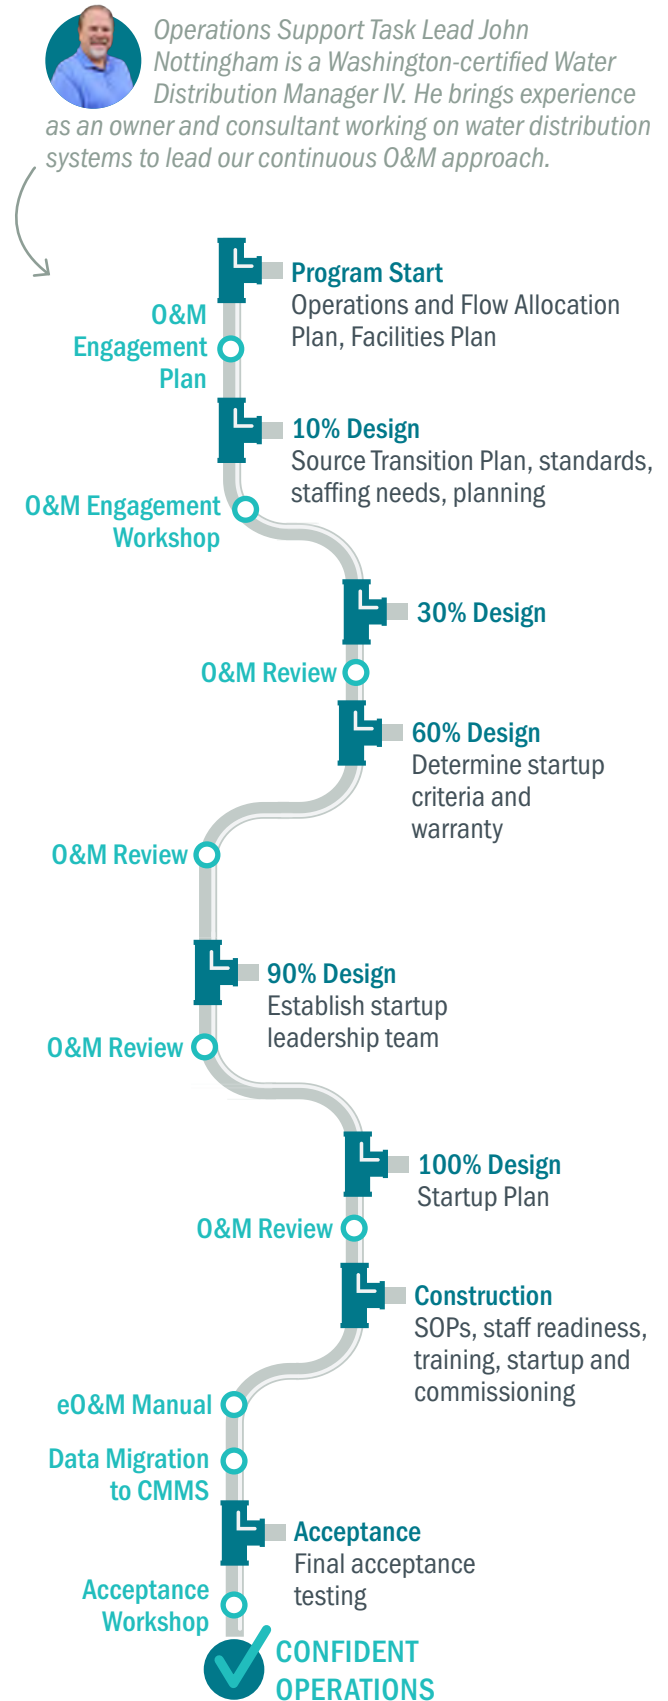 Operations Support Task Lead John
Nottingham is a Washington-certified Water
Distribution Manager IV. He brings experience
as an owner and consultant working on water distribution
systems to lead our continuous O&M approach.
Program Start
Operations and Flow Allocation
Plan, Facilities Plan
O&M
Engagement
Plan
10% Design
Source Transition Plan, standards,
staffing needs, planning
O&M Engagement
Workshop
30% Design
O&M Review
60% Design
Determine startup
criteria and
warranty
O&M Review
90% Design
Establish startup
leadership team
O&M Review
100% Design
Startup Plan
O&M Review
Construction
SOPs, staff readiness,
training, startup and
commissioning
eO&M Manual
Data Migration
to CMMS
Acceptance
Final acceptance
testing
Acceptance
Workshop
CONFIDENT
OPERATIONS